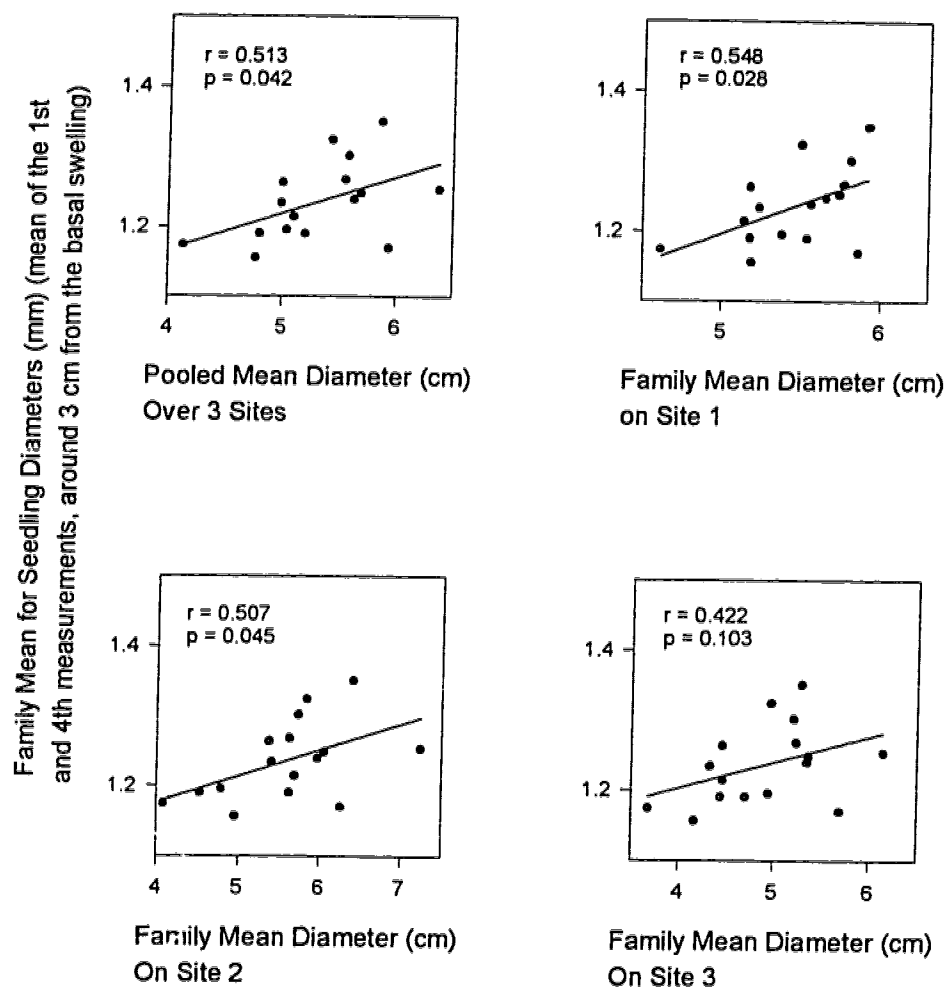 Family Mean for Seedling Diameters (mm) (mean of the 1st
and 4th measurements, around 3 cm from the basal swelling)
r = 0.513
p = 0.042
1.4
1.2
4 5 6
Pooled Mean Diameter (cm)
Over 3 Sites
r = 0.548
p = 0.028
1.4
1.2
5 6
Family Mean Diameter (cm)
on Site 1
r = 0.507
p = 0.045
1.4
1.2
4 5 6 7
Family Mean Diameter (cm)
On Site 2
r = 0.422
p = 0.103
1.4
1.2
4 5 6
Family Mean Diameter (cm)
On Site 3